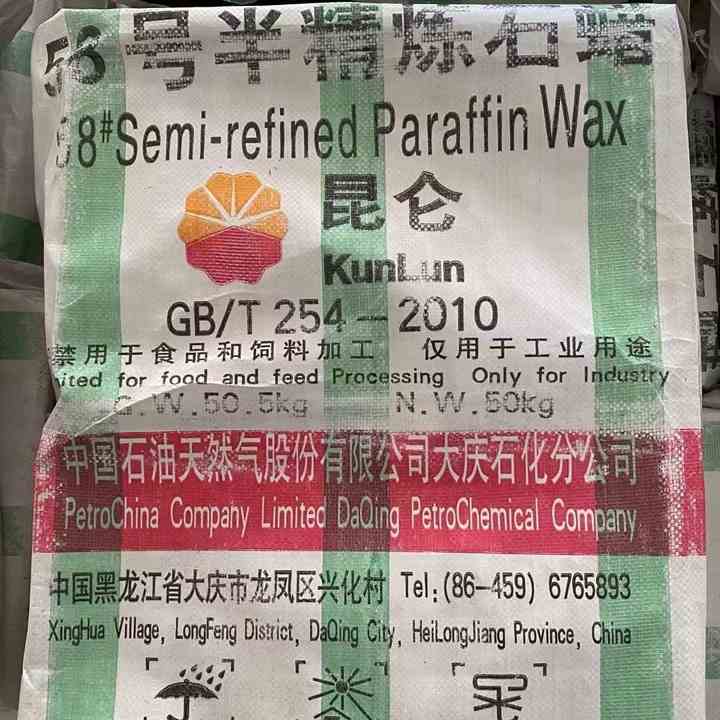 号半精炼石蜡
8#Semi-refined Paraffin Wax
昆仑
KunLun
GB/T 254－2010
禁用于食品和饲料加工 仅用于工业用途
for food and feed Processing Only for Industry
G.W.50.5kg N.W.50kg
中国石油天然气股份有限公司大庆石化分公司
PetroChina Company Limited DaQing PetroChemical Company
中国黑龙江省大庆市龙凤区兴化村 Tel:(86-459) 6765893
XingHua Village, LongFeng District, DaQing City, HeiLongJiang Province, China